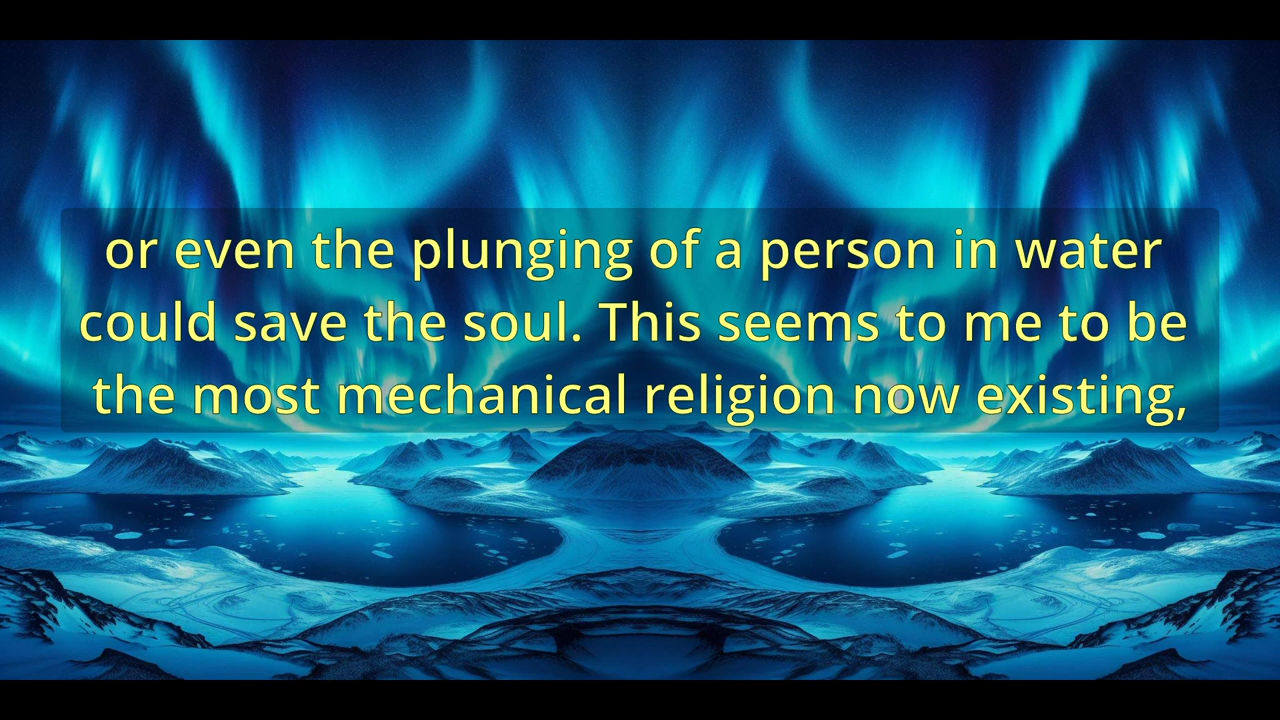 or even the plunging of a person in water
could save the soul. This seems to me to be
the most mechanical religion now existing,